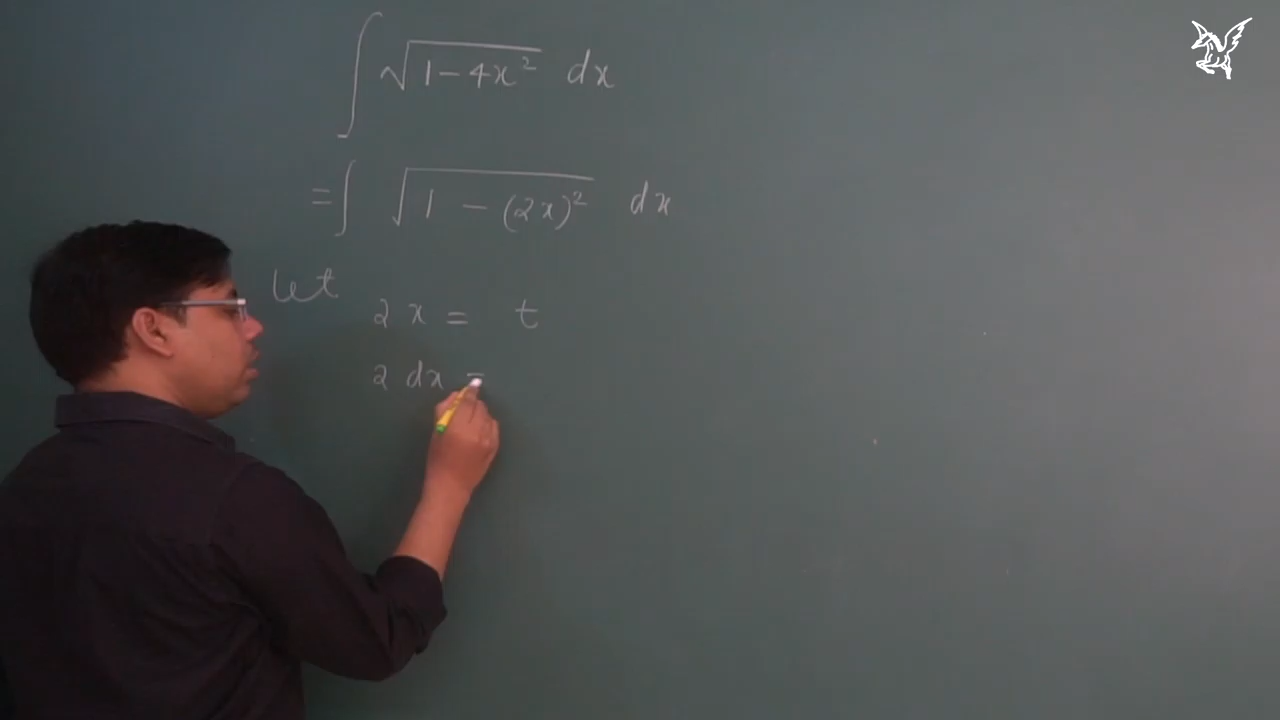 ∫ √(1-4x²) dx
= ∫ √(1 - (2x)²) dx
let
2x = t
2 dx =